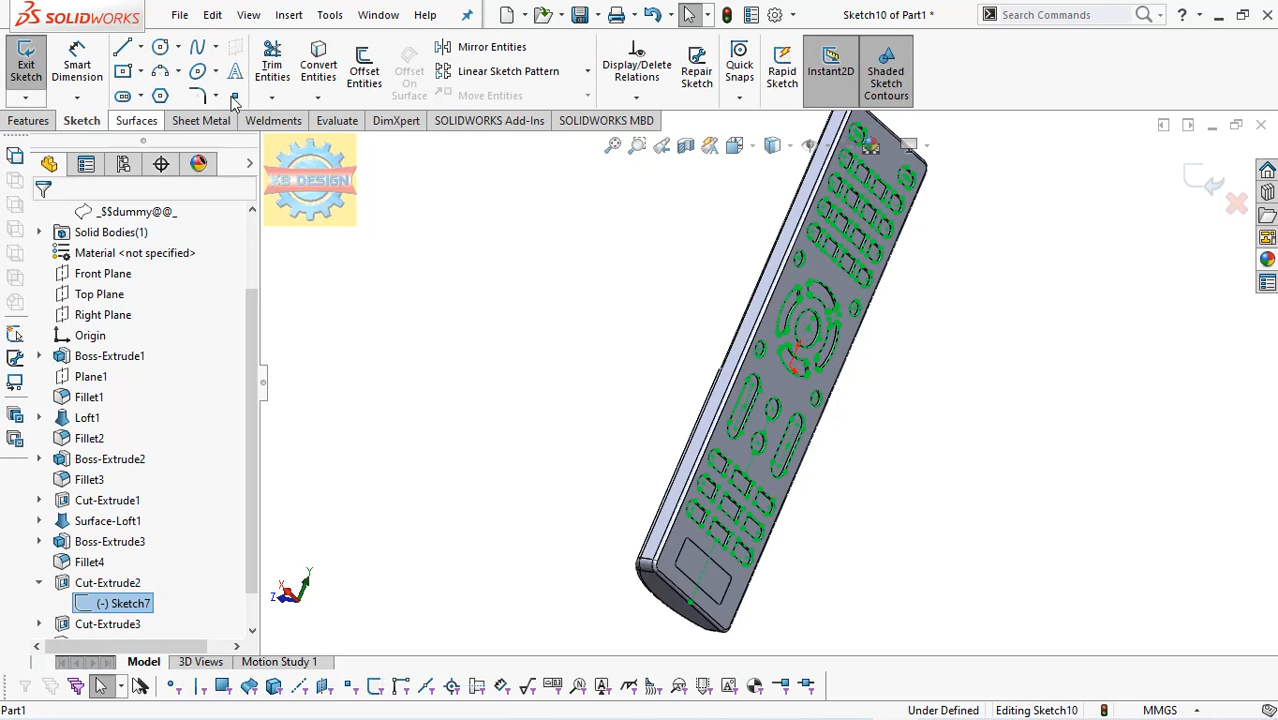 SOLIDWORKS
File
Edit
View
Insert
Tools
Window
Help
Sketch10 of Part1 *
Search Commands
Exit Sketch
Smart Dimension
Trim Entities
Convert Entities
Offset Entities
Offset On Surface
Mirror Entities
Linear Sketch Pattern
Move Entities
Display/Delete Relations
Repair Sketch
Quick Snaps
Rapid Sketch
Instant2D
Shaded Sketch Contours
Features
Sketch
Surfaces
Sheet Metal
Weldments
Evaluate
DimXpert
SOLIDWORKS Add-Ins
SOLIDWORKS MBD
KB DESIGN
_$$dummy@@_
Solid Bodies(1)
Material <not specified>
Front Plane
Top Plane
Right Plane
Origin
Boss-Extrude1
Plane1
Fillet1
Loft1
Fillet2
Boss-Extrude2
Fillet3
Cut-Extrude1
Surface-Loft1
Boss-Extrude3
Fillet4
Cut-Extrude2
(-) Sketch7
Cut-Extrude3
Y
X
Z
Model
3D Views
Motion Study 1
Part1
Under Defined
Editing Sketch10
MMGS